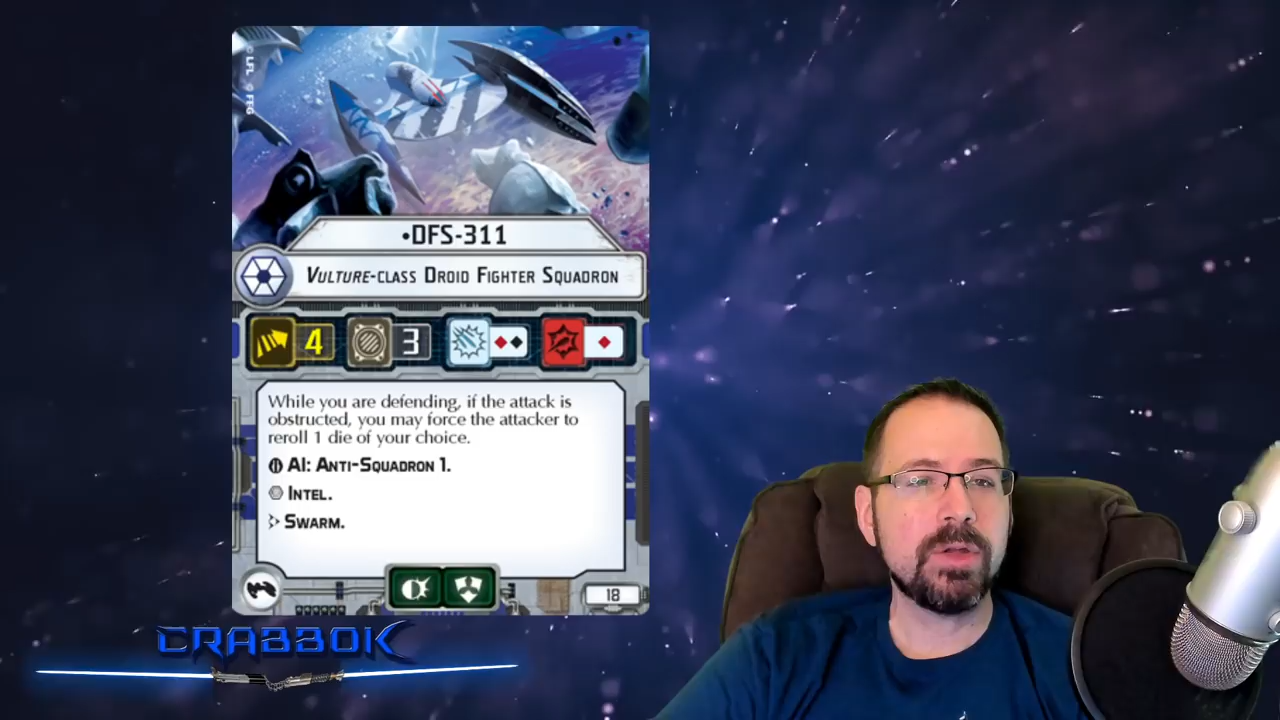 LFL © FFG
•DFS-311
VULTURE-CLASS DROID FIGHTER SQUADRON
4 3
While you are defending, if the attack is
obstructed, you may force the attacker to
reroll 1 die of your choice.
AI: ANTI-SQUADRON 1.
INTEL.
SWARM.
18
CRABBOK